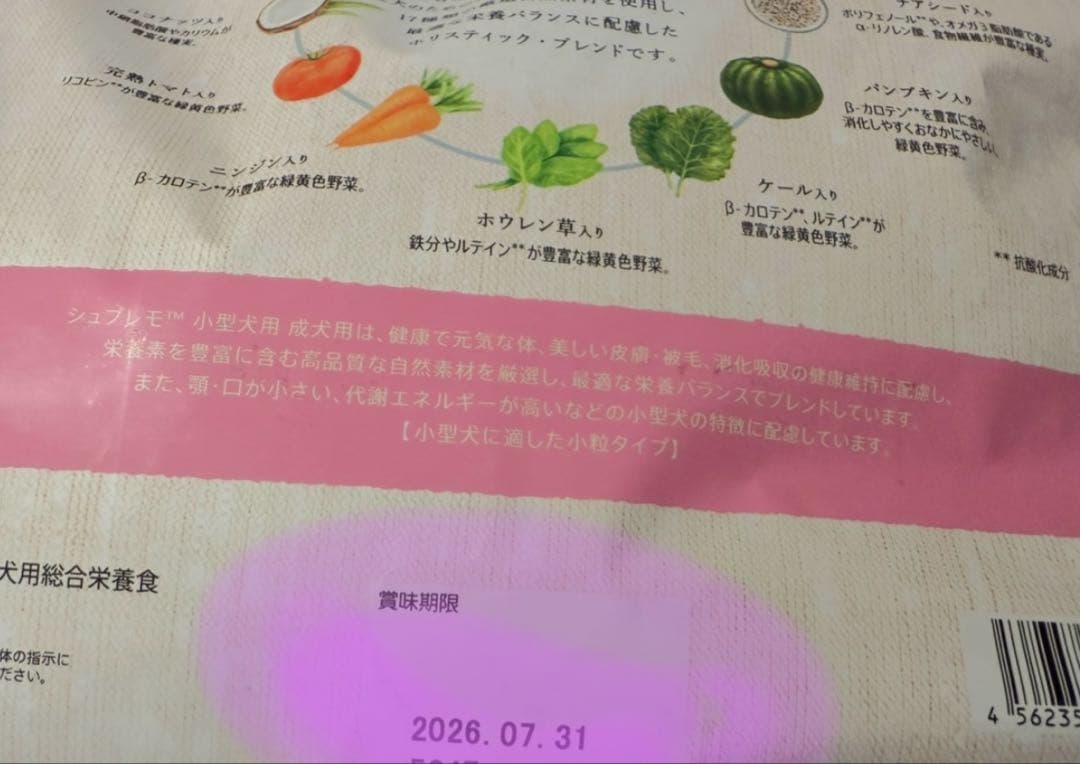 ココナッツ入り
中鎖脂肪酸やカリウムが
豊富な種実。
を使用し、
17種類の
栄養バランスに配慮した
ホリスティック・ブレンドです。
チアシード入り
ポリフェノール**や、オメガ3脂肪酸である
α-リノレン酸、食物繊維が豊富な種実。
完熟トマト入り
リコピン**が豊富な緑黄色野菜。
パンプキン入り
β-カロテン**を豊富に含み、
消化しやすくおなかにやさしい、
緑黄色野菜。
ニンジン入り
β-カロテン**が豊富な緑黄色野菜。
ケール入り
β-カロテン**、ルテイン**が
豊富な緑黄色野菜。
ホウレン草入り
鉄分やルテイン**が豊富な緑黄色野菜。
**抗酸化成分
シュプレモ™ 小型犬用 成犬用は、健康で元気な体、美しい皮膚・被毛、消化吸収の健康維持に配慮し、
栄養素を豊富に含む高品質な自然素材を厳選し、最適な栄養バランスでブレンドしています。
また、顎・口が小さい、代謝エネルギーが高いなどの小型犬の特徴に配慮しています。
【小型犬に適した小粒タイプ】
犬用総合栄養食
賞味期限
体の指示に
ださい。
2026.07.31
4 56235